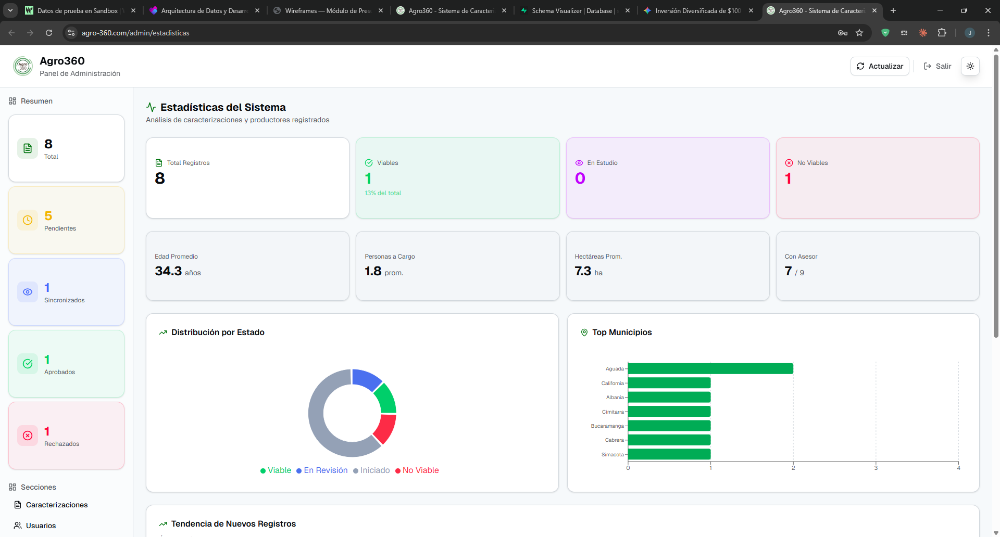 Datos de prueba en Sandbox |
Arquitectura de Datos y Desarro
Wireframes — Módulo de Presu
Agro360 - Sistema de Caracteri
Schema Visualizer | Database |
Inversión Diversificada de $100
Agro360 - Sistema de Caracteri
agro-360.com/admin/estadisticas
J
Agro 360
Agro360
Panel de Administración
Actualizar
Salir
Resumen
8
Total
5
Pendientes
1
Sincronizados
1
Aprobados
1
Rechazados
Secciones
Caracterizaciones
Usuarios
Estadísticas del Sistema
Análisis de caracterizaciones y productores registrados
Total Registros
8
Viables
1
13% del total
En Estudio
0
No Viables
1
Edad Promedio
34.3 años
Personas a Cargo
1.8 prom.
Hectáreas Prom.
7.3 ha
Con Asesor
7 / 9
Distribución por Estado
Viable En Revisión Iniciado No Viable
Top Municipios
Aguada
California
Albania
Cimitarra
Bucaramanga
Cabrera
Simacota
0 1 2 3 4
Tendencia de Nuevos Registros